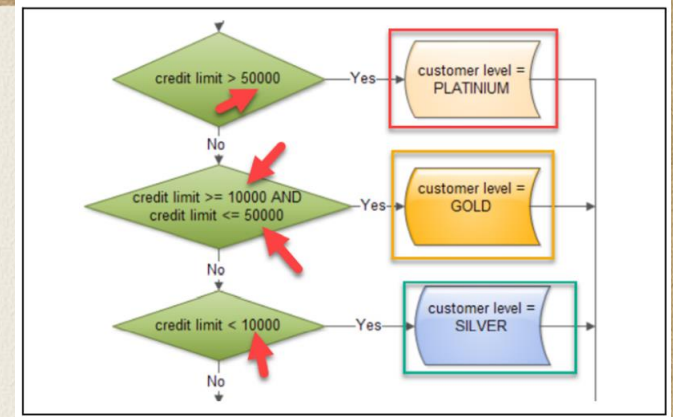 credit limit > 50000
Yes
customer level =
PLATINIUM
No
credit limit >= 10000 AND
credit limit <= 50000
Yes
customer level =
GOLD
No
credit limit < 10000
Yes
customer level =
SILVER
No